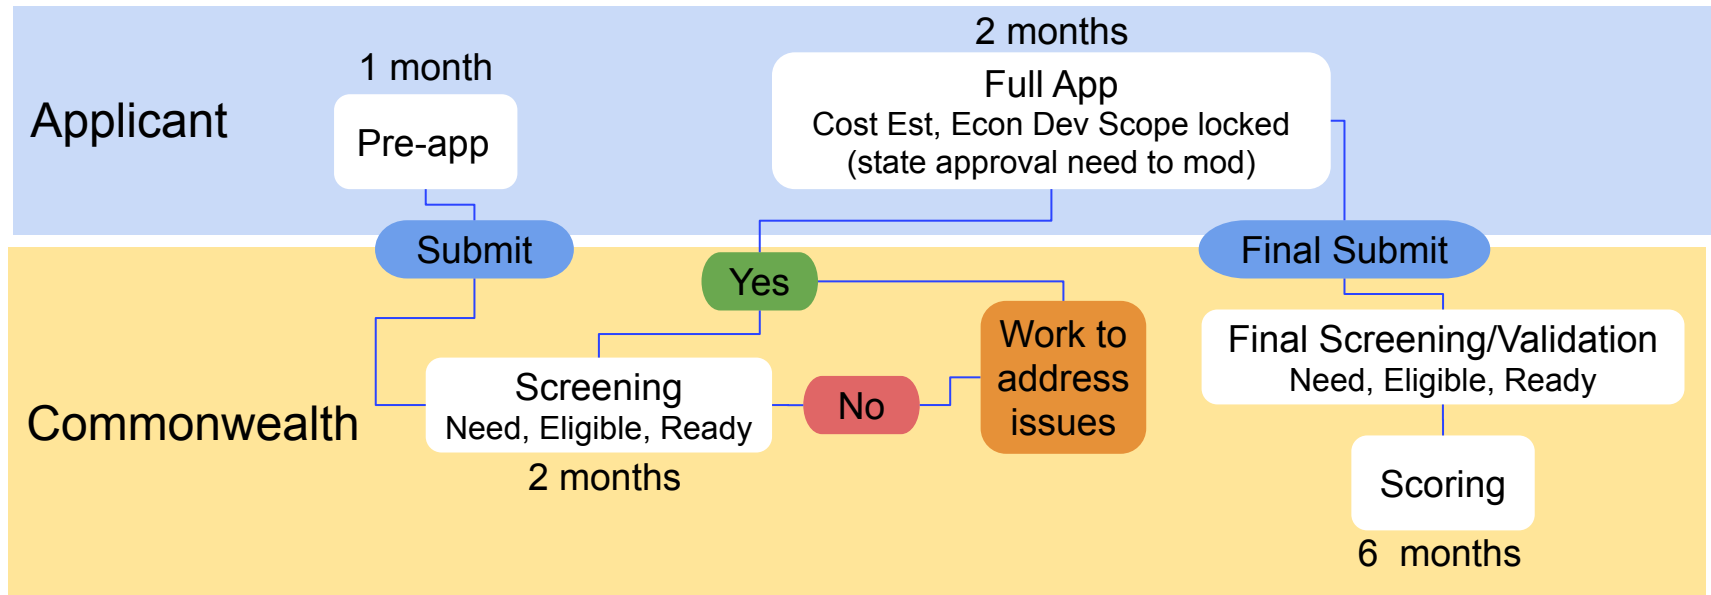 Applicant
1 month
Pre-app
Submit
2 months
Full App
Cost Est, Econ Dev Scope locked
(state approval need to mod)
Final Submit
Commonwealth
Screening
Need, Eligible, Ready
2 months
Yes
No
Work to
address
issues
Final Screening/Validation
Need, Eligible, Ready
Scoring
6 months